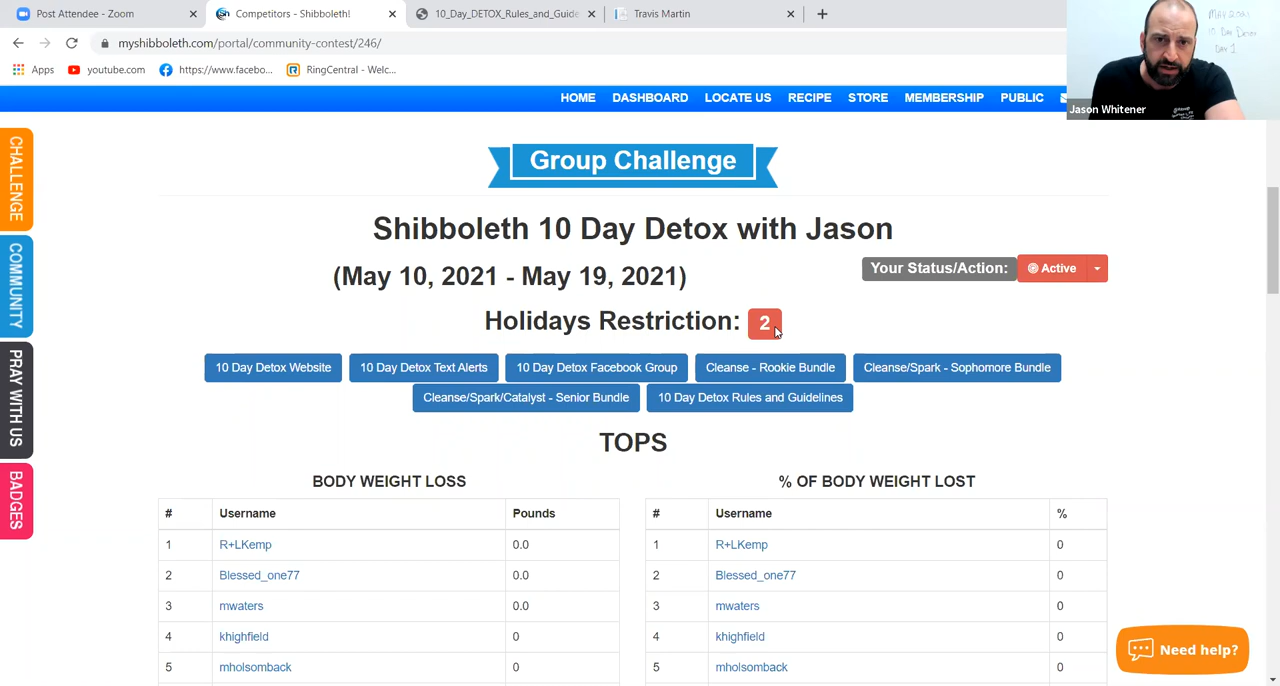 Post Attendee - Zoom
Competitors - Shibboleth!
10_Day_DETOX_Rules_and_Guide
Travis Martin
myshibboleth.com/portal/community-contest/246/
Apps
youtube.com
https://www.facebo...
RingCentral - Welc...
MAY 2021
10 Day Detox
DAY 1
Jason Whitener
HOME
DASHBOARD
LOCATE US
RECIPE
STORE
MEMBERSHIP
PUBLIC
CHALLENGE
COMMUNITY
PRAY WITH US
BADGES
Group Challenge
Shibboleth 10 Day Detox with Jason
(May 10, 2021 - May 19, 2021)
Your Status/Action: Active
Holidays Restriction: 2
10 Day Detox Website
10 Day Detox Text Alerts
10 Day Detox Facebook Group
Cleanse - Rookie Bundle
Cleanse/Spark - Sophomore Bundle
Cleanse/Spark/Catalyst - Senior Bundle
10 Day Detox Rules and Guidelines
TOPS
BODY WEIGHT LOSS
# Username Pounds
1 R+LKemp 0.0
2 Blessed_one77 0.0
3 mwaters 0.0
4 khighfield 0
5 mholsomback 0
% OF BODY WEIGHT LOST
# Username %
1 R+LKemp 0
2 Blessed_one77 0
3 mwaters 0
4 khighfield 0
5 mholsomback 0
Need help?